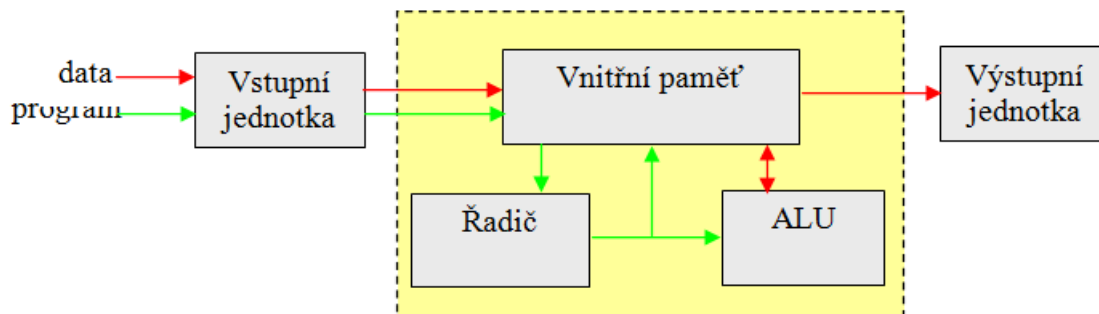 data
program
Vstupní
jednotka
Vnitřní paměť
Výstupní
jednotka
Řadič
ALU